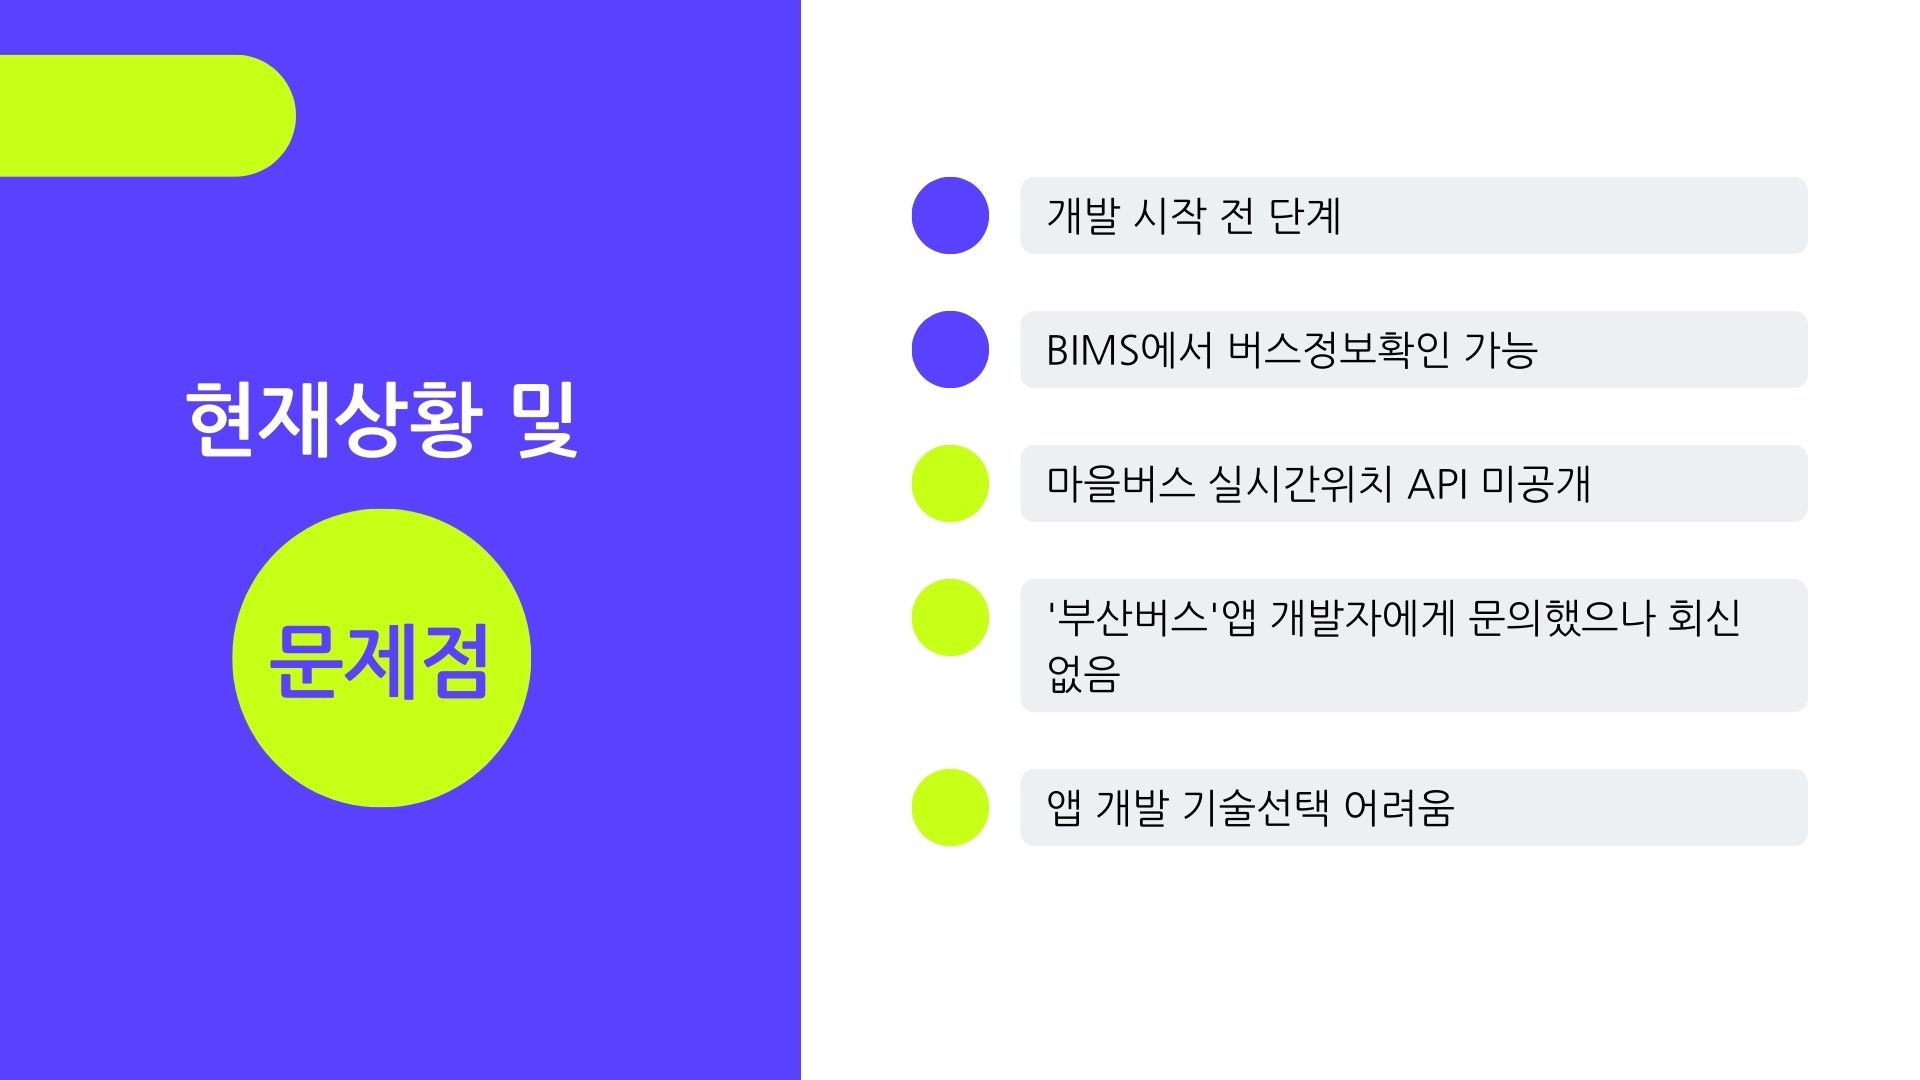 현재상황 및
문제점
개발 시작 전 단계
BIMS에서 버스정보확인 가능
마을버스 실시간위치 API 미공개
'부산버스'앱 개발자에게 문의했으나 회신
없음
앱 개발 기술선택 어려움